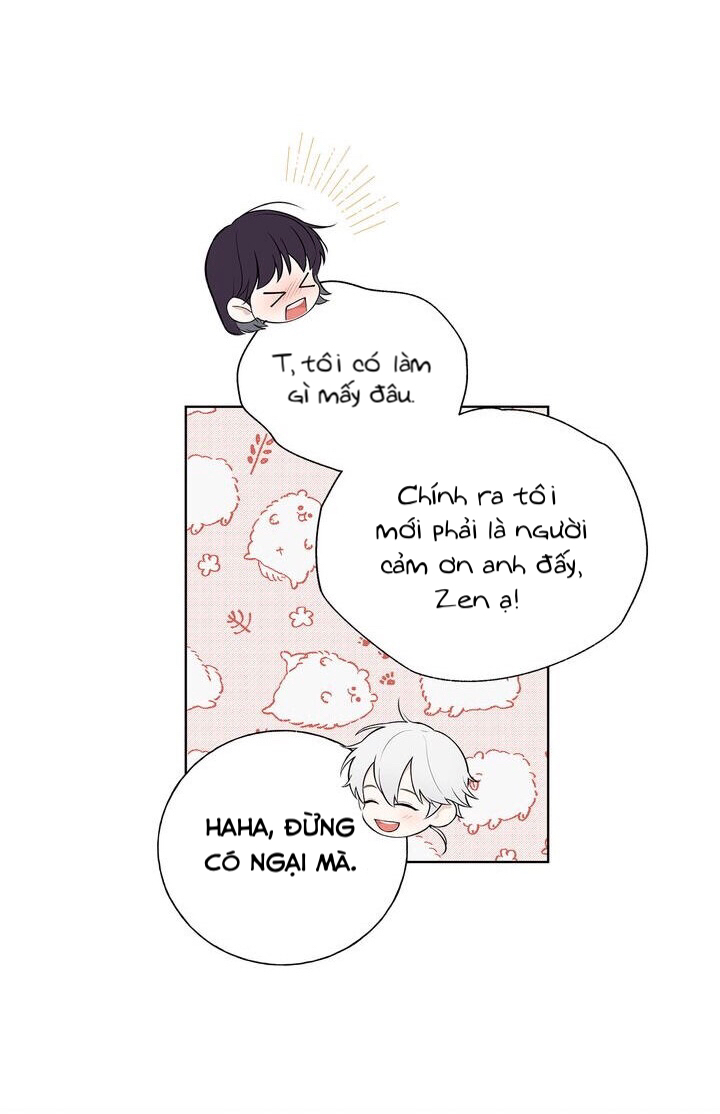 T, tôi có làm
gì mấy đâu.
Chính ra tôi
mới phải là người
cảm ơn anh đấy,
Zen ạ!
HAHA, ĐỪNG
CÓ NGẠI MÀ.